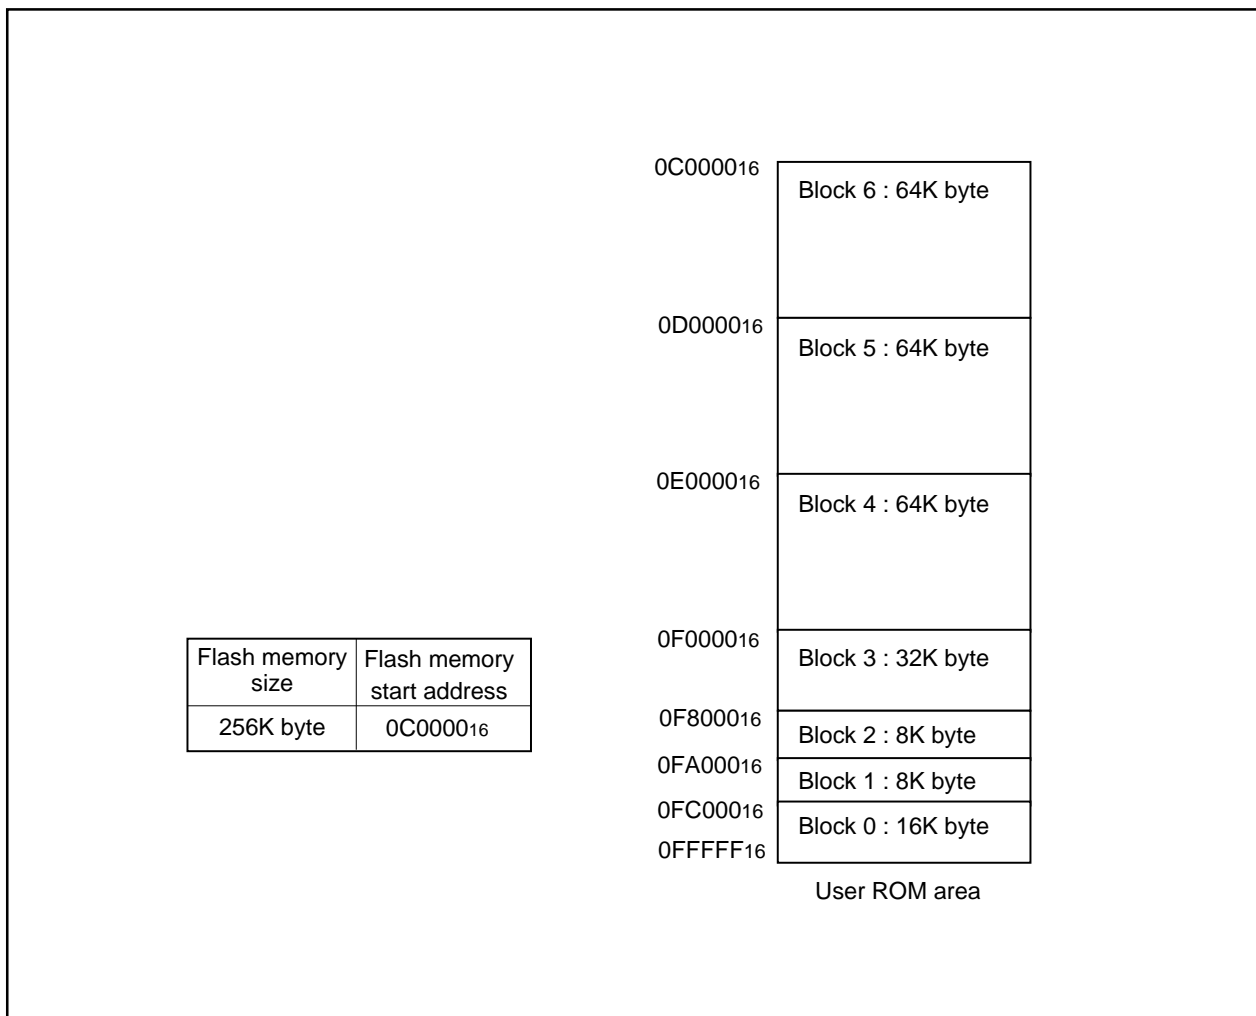 0C000016
Block 6 : 64K byte
0D000016
Block 5 : 64K byte
0E000016
Block 4 : 64K byte
0F000016
Block 3 : 32K byte
0F800016
Block 2 : 8K byte
0FA00016
Block 1 : 8K byte
0FC00016
Block 0 : 16K byte
0FFFFF16
User ROM area
Flash memory
size
Flash memory
start address
256K byte
0C000016